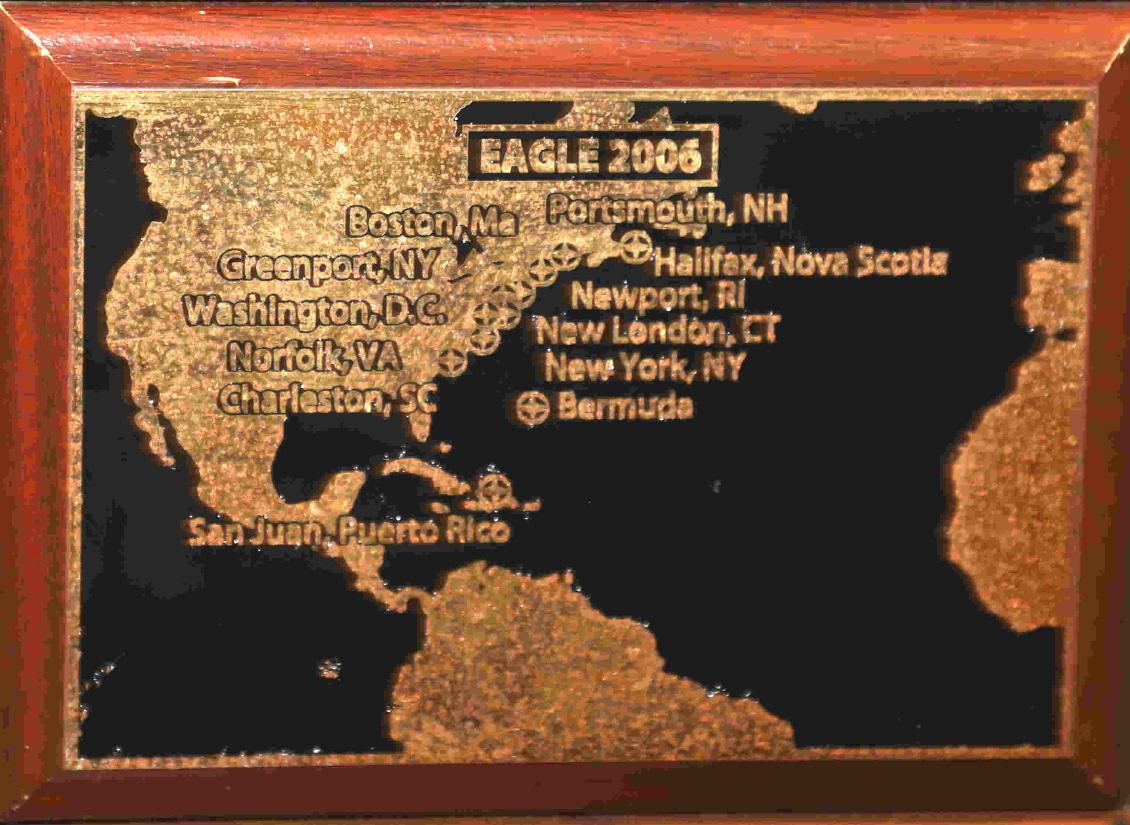 EAGLE 2006
Boston, Ma
Portsmouth, NH
Greenport, NY
Halifax, Nova Scotia
Washington, D.C.
Newport, RI
Norfolk, VA
New London, CT
Charleston, SC
New York, NY
Bermuda
San Juan, Puerto Rico